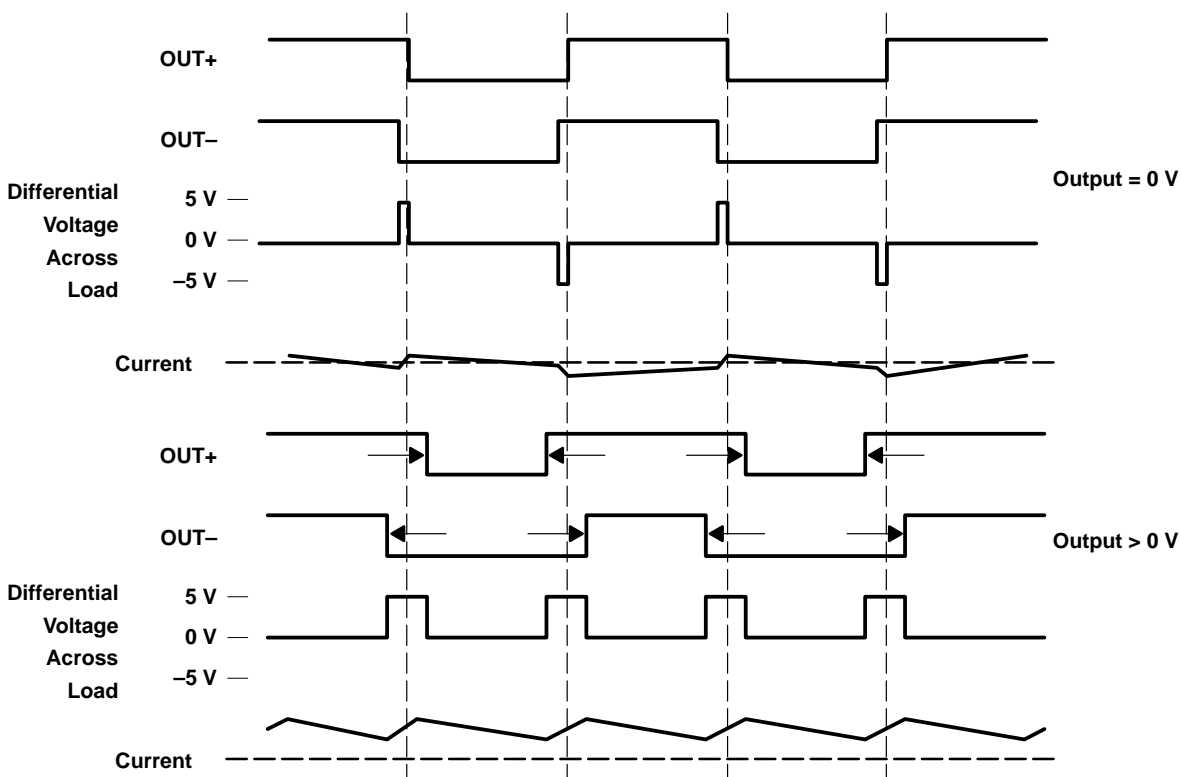 OUT+
OUT–
Output = 0 V
Differential
Voltage
Across
Load
5 V
0 V
–5 V
Current
OUT+
OUT–
Output > 0 V
Differential
Voltage
Across
Load
5 V
0 V
–5 V
Current